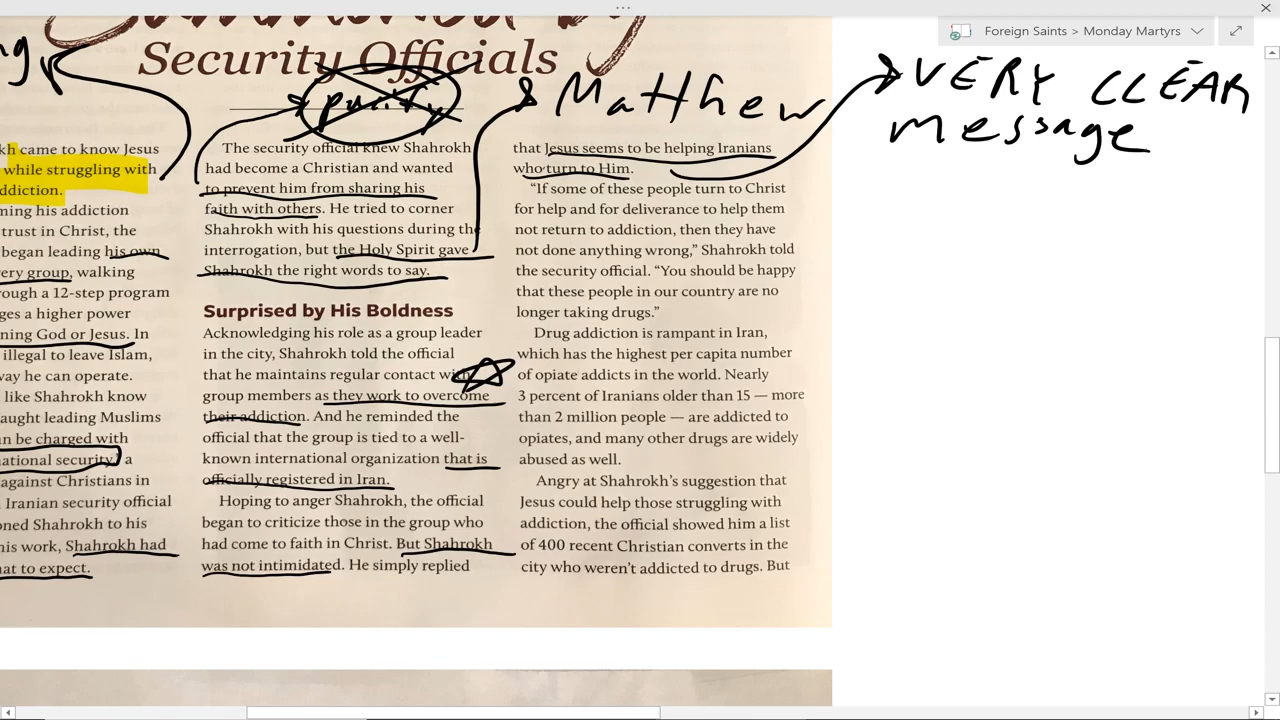 Security Officials
Foreign Saints > Monday Martyrs
ng
purity
Matthew
VERY CLEAR
message
kh came to know Jesus
while struggling with
ddiction.
ming his addiction
trust in Christ, the
began leading his own
ery group, walking
rough a 12-step program
ges a higher power
ning God or Jesus. In
illegal to leave Islam,
way he can operate.
like Shahrokh know
aught leading Muslims
n be charged with
ational security, a
against Christians in
Iranian security official
oned Shahrokh to his
his work, Shahrokh had
hat to expect.
The security official knew Shahrokh
had become a Christian and wanted
to prevent him from sharing his
faith with others. He tried to corner
Shahrokh with his questions during the
interrogation, but the Holy Spirit gave
Shahrokh the right words to say.
Surprised by His Boldness
Acknowledging his role as a group leader
in the city, Shahrokh told the official
that he maintains regular contact with
group members as they work to overcome
their addiction. And he reminded the
official that the group is tied to a well-
known international organization that is
officially registered in Iran.
Hoping to anger Shahrokh, the official
began to criticize those in the group who
had come to faith in Christ. But Shahrokh
was not intimidated. He simply replied
that Jesus seems to be helping Iranians
who turn to Him.
“If some of these people turn to Christ
for help and for deliverance to help them
not return to addiction, then they have
not done anything wrong,” Shahrokh told
the security official. “You should be happy
that these people in our country are no
longer taking drugs.”
Drug addiction is rampant in Iran,
which has the highest per capita number
of opiate addicts in the world. Nearly
3 percent of Iranians older than 15 — more
than 2 million people — are addicted to
opiates, and many other drugs are widely
abused as well.
Angry at Shahrokh’s suggestion that
Jesus could help those struggling with
addiction, the official showed him a list
of 400 recent Christian converts in the
city who weren’t addicted to drugs. But